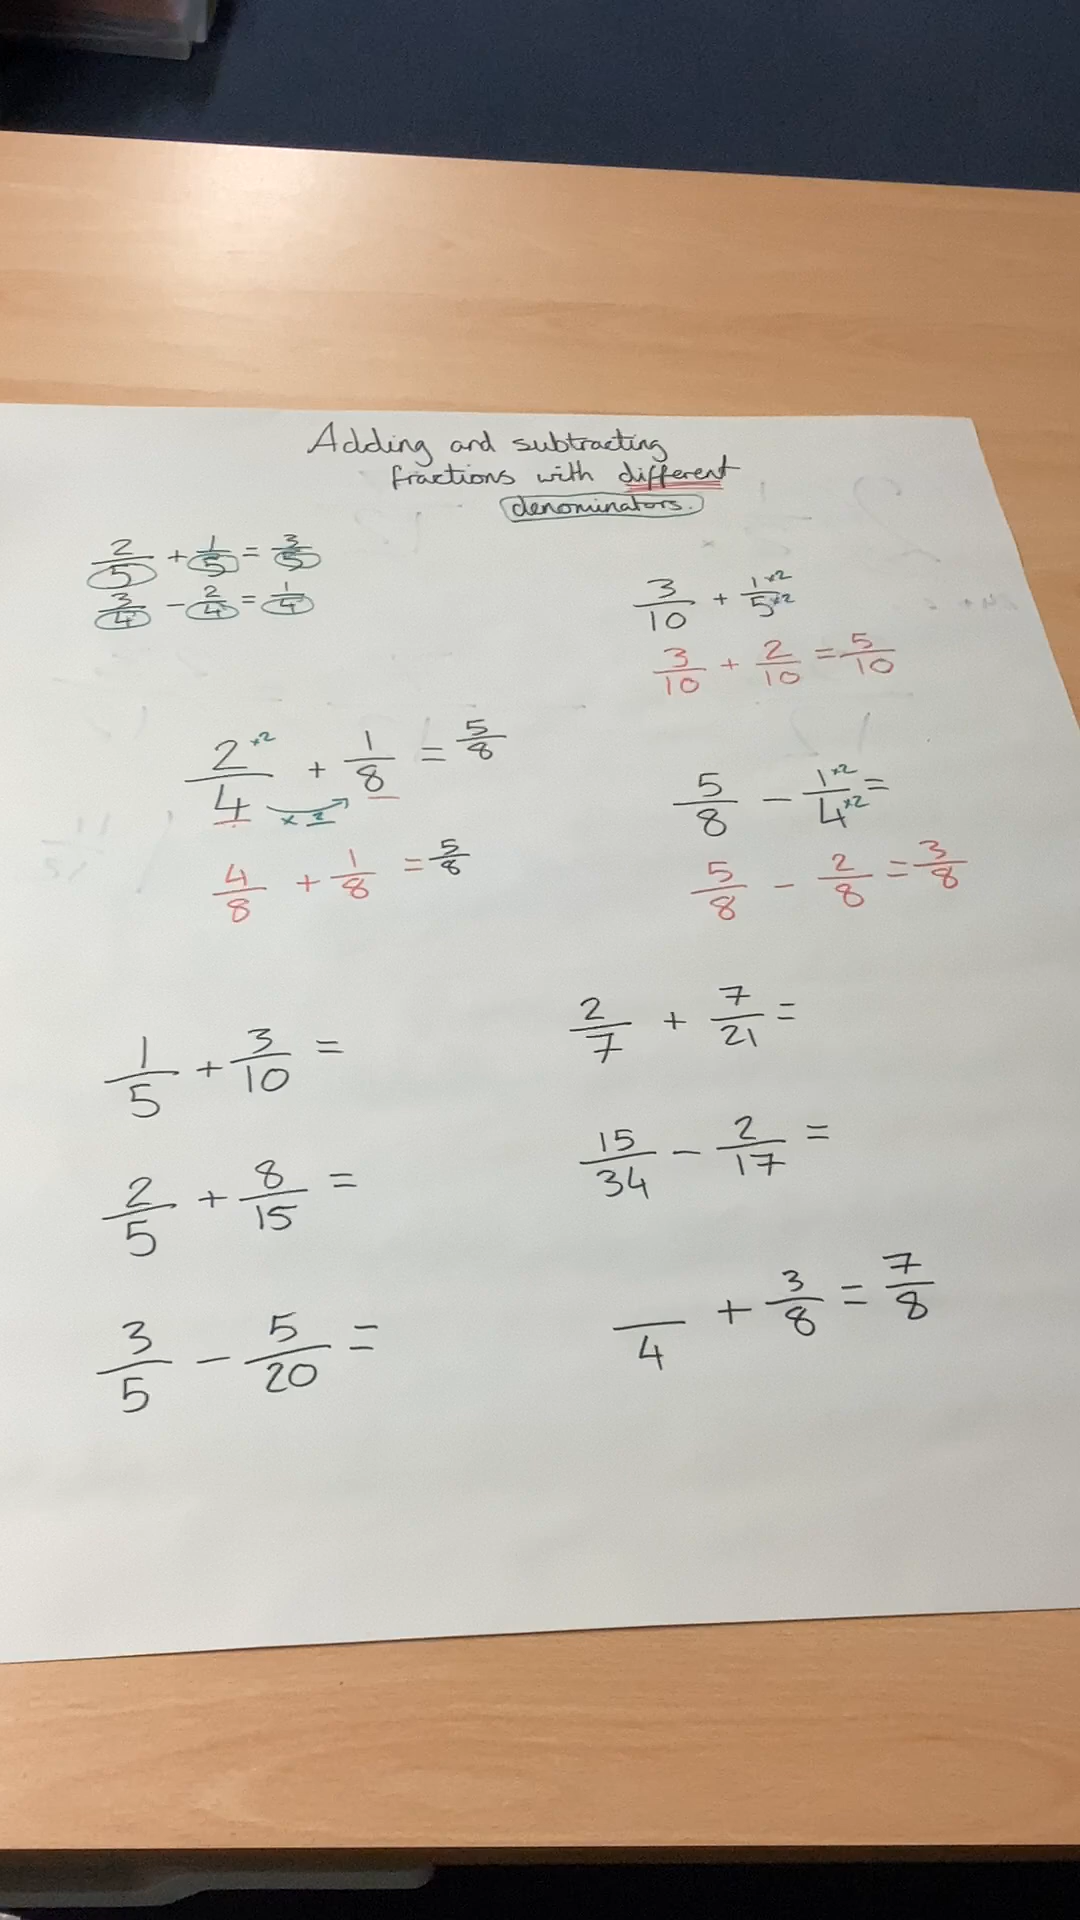 Adding and subtracting
fractions with different
denominators.
2/5 + 1/5 = 3/5
3/4 - 2/4 = 1/4
3/10 + 1×2/5×2
3/10 + 2/10 = 5/10
2×2/4 + 1/8 = 5/8
× 2
4/8 + 1/8 = 5/8
5/8 - 1×2/4×2 =
5/8 - 2/8 = 3/8
1/5 + 3/10 =
2/5 + 8/15 =
3/5 - 5/20 =
2/7 + 7/21 =
15/34 - 2/17 =
/4 + 3/8 = 7/8